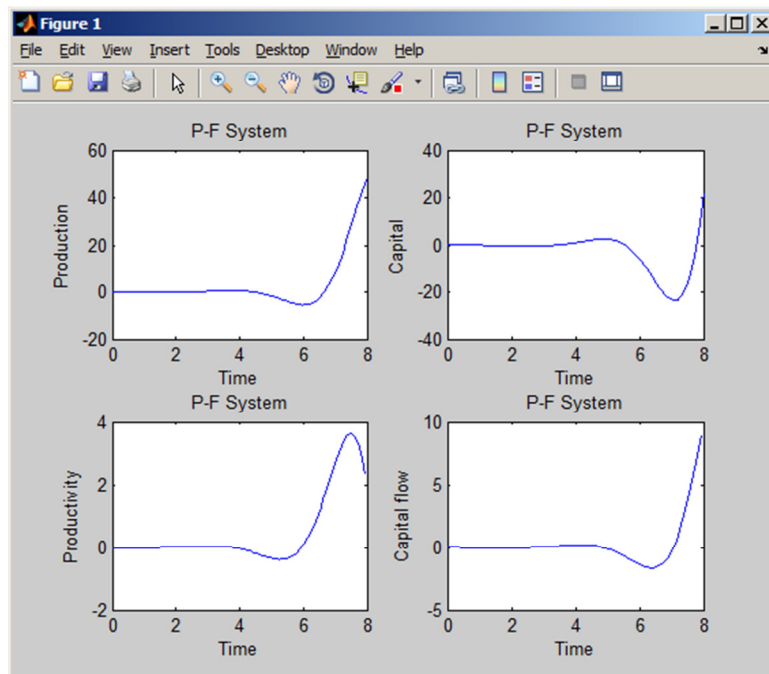 Figure 1
File Edit View Insert Tools Desktop Window Help
P-F System
60
40
20
0
-20
Production
0 2 4 6 8
Time
P-F System
40
20
0
-20
-40
Capital
0 2 4 6 8
Time
P-F System
4
2
0
-2
Productivity
0 2 4 6 8
Time
P-F System
10
5
0
-5
Capital flow
0 2 4 6 8
Time